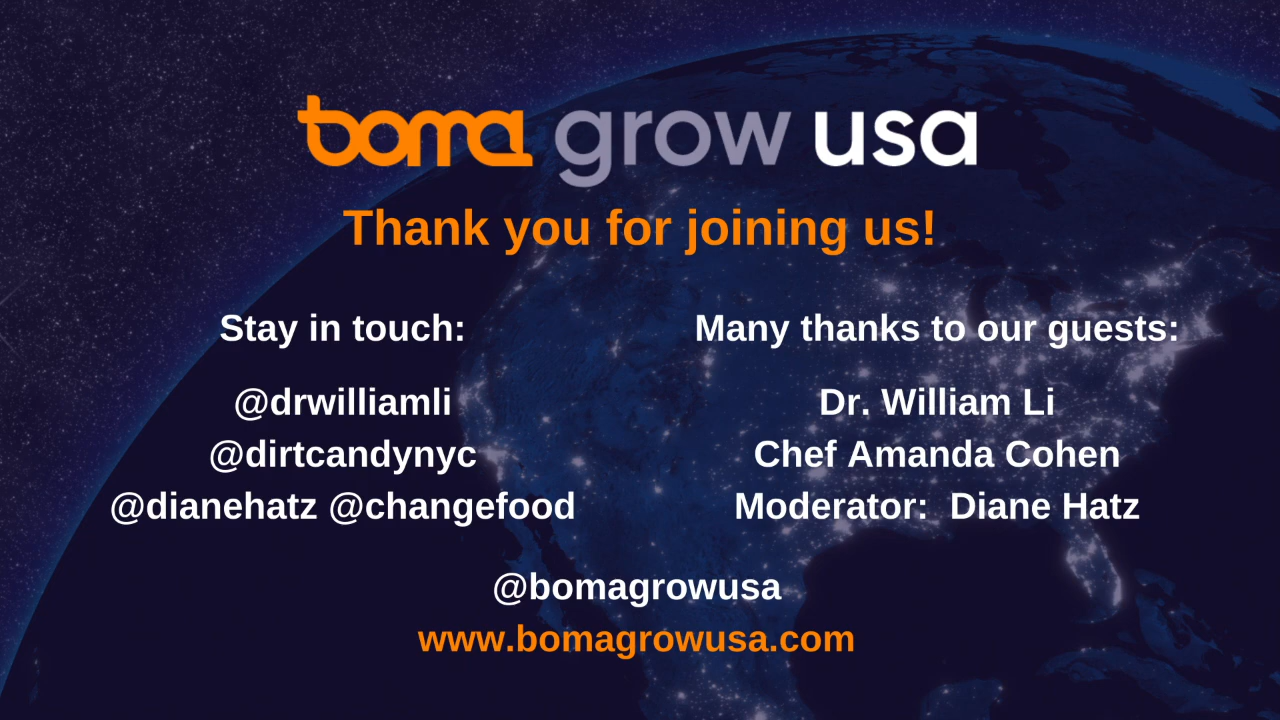 boma grow usa
Thank you for joining us!
Stay in touch:
@drwilliamli
@dirtcandynyc
@dianehatz @changefood
Many thanks to our guests:
Dr. William Li
Chef Amanda Cohen
Moderator:  Diane Hatz
@bomagrowusa
www.bomagrowusa.com